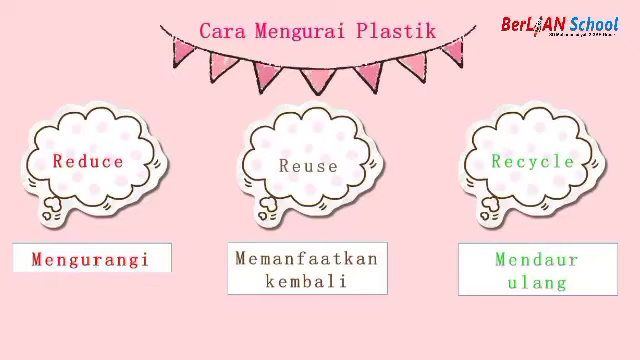 Cara Mengurai Plastik
BerLIAN School
Reduce
Reuse
Recycle
Mengurangi
Memanfaatkan
kembali
Mendaur
ulang